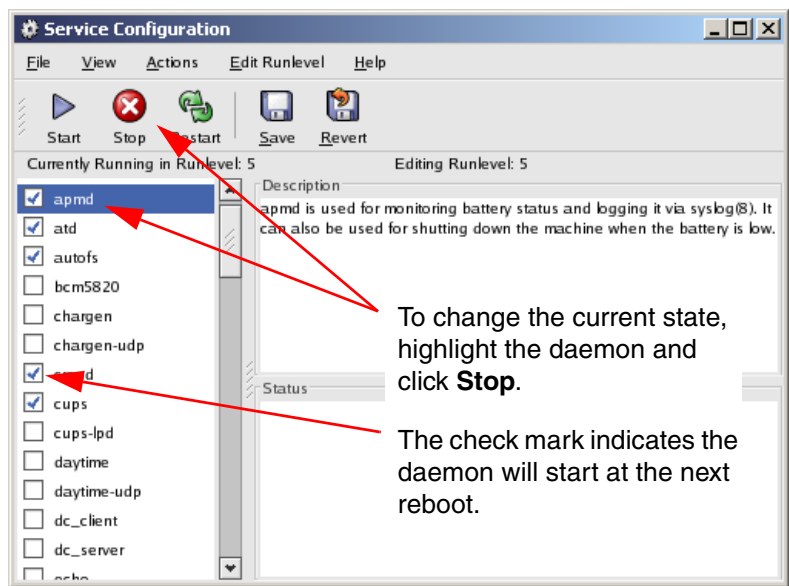 Service Configuration
File View Actions Edit Runlevel Help
Start Stop Restart Save Revert
Currently Running in Runlevel: 5 Editing Runlevel: 5
apmd
atd
autofs
bcm5820
chargen
chargen-udp
cups
cups-lpd
daytime
daytime-udp
dc_client
dc_server
echo
Description
apmd is used for monitoring battery status and logging it via syslog(8). It
can also be used for shutting down the machine when the battery is low.
To change the current state,
highlight the daemon and
click Stop.
Status
The check mark indicates the
daemon will start at the next
reboot.